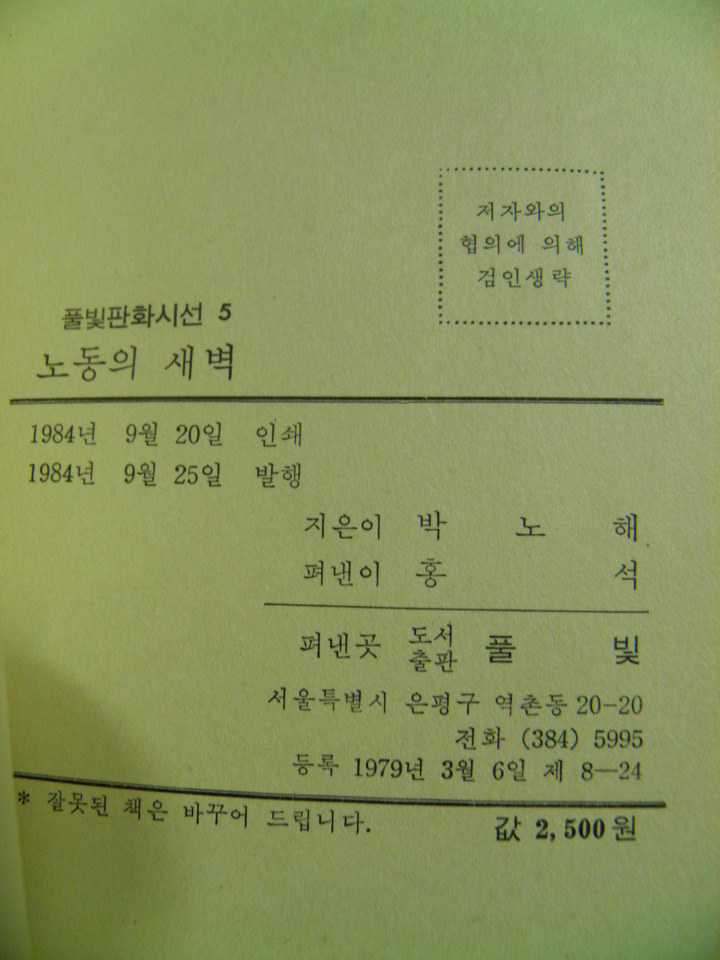 저자와의
협의에 의해
검인생략
풀빛판화시선 5
노동의 새벽
1984년 9월 20일 인쇄
1984년 9월 25일 발행
지은이 박 노 해
펴낸이 홍 석
펴낸곳 도서출판 풀 빛
서울특별시 은평구 역촌동 20-20
전화 (384) 5995
등록 1979년 3월 6일 제 8—24
* 잘못된 책은 바꾸어 드립니다.
값 2,500원